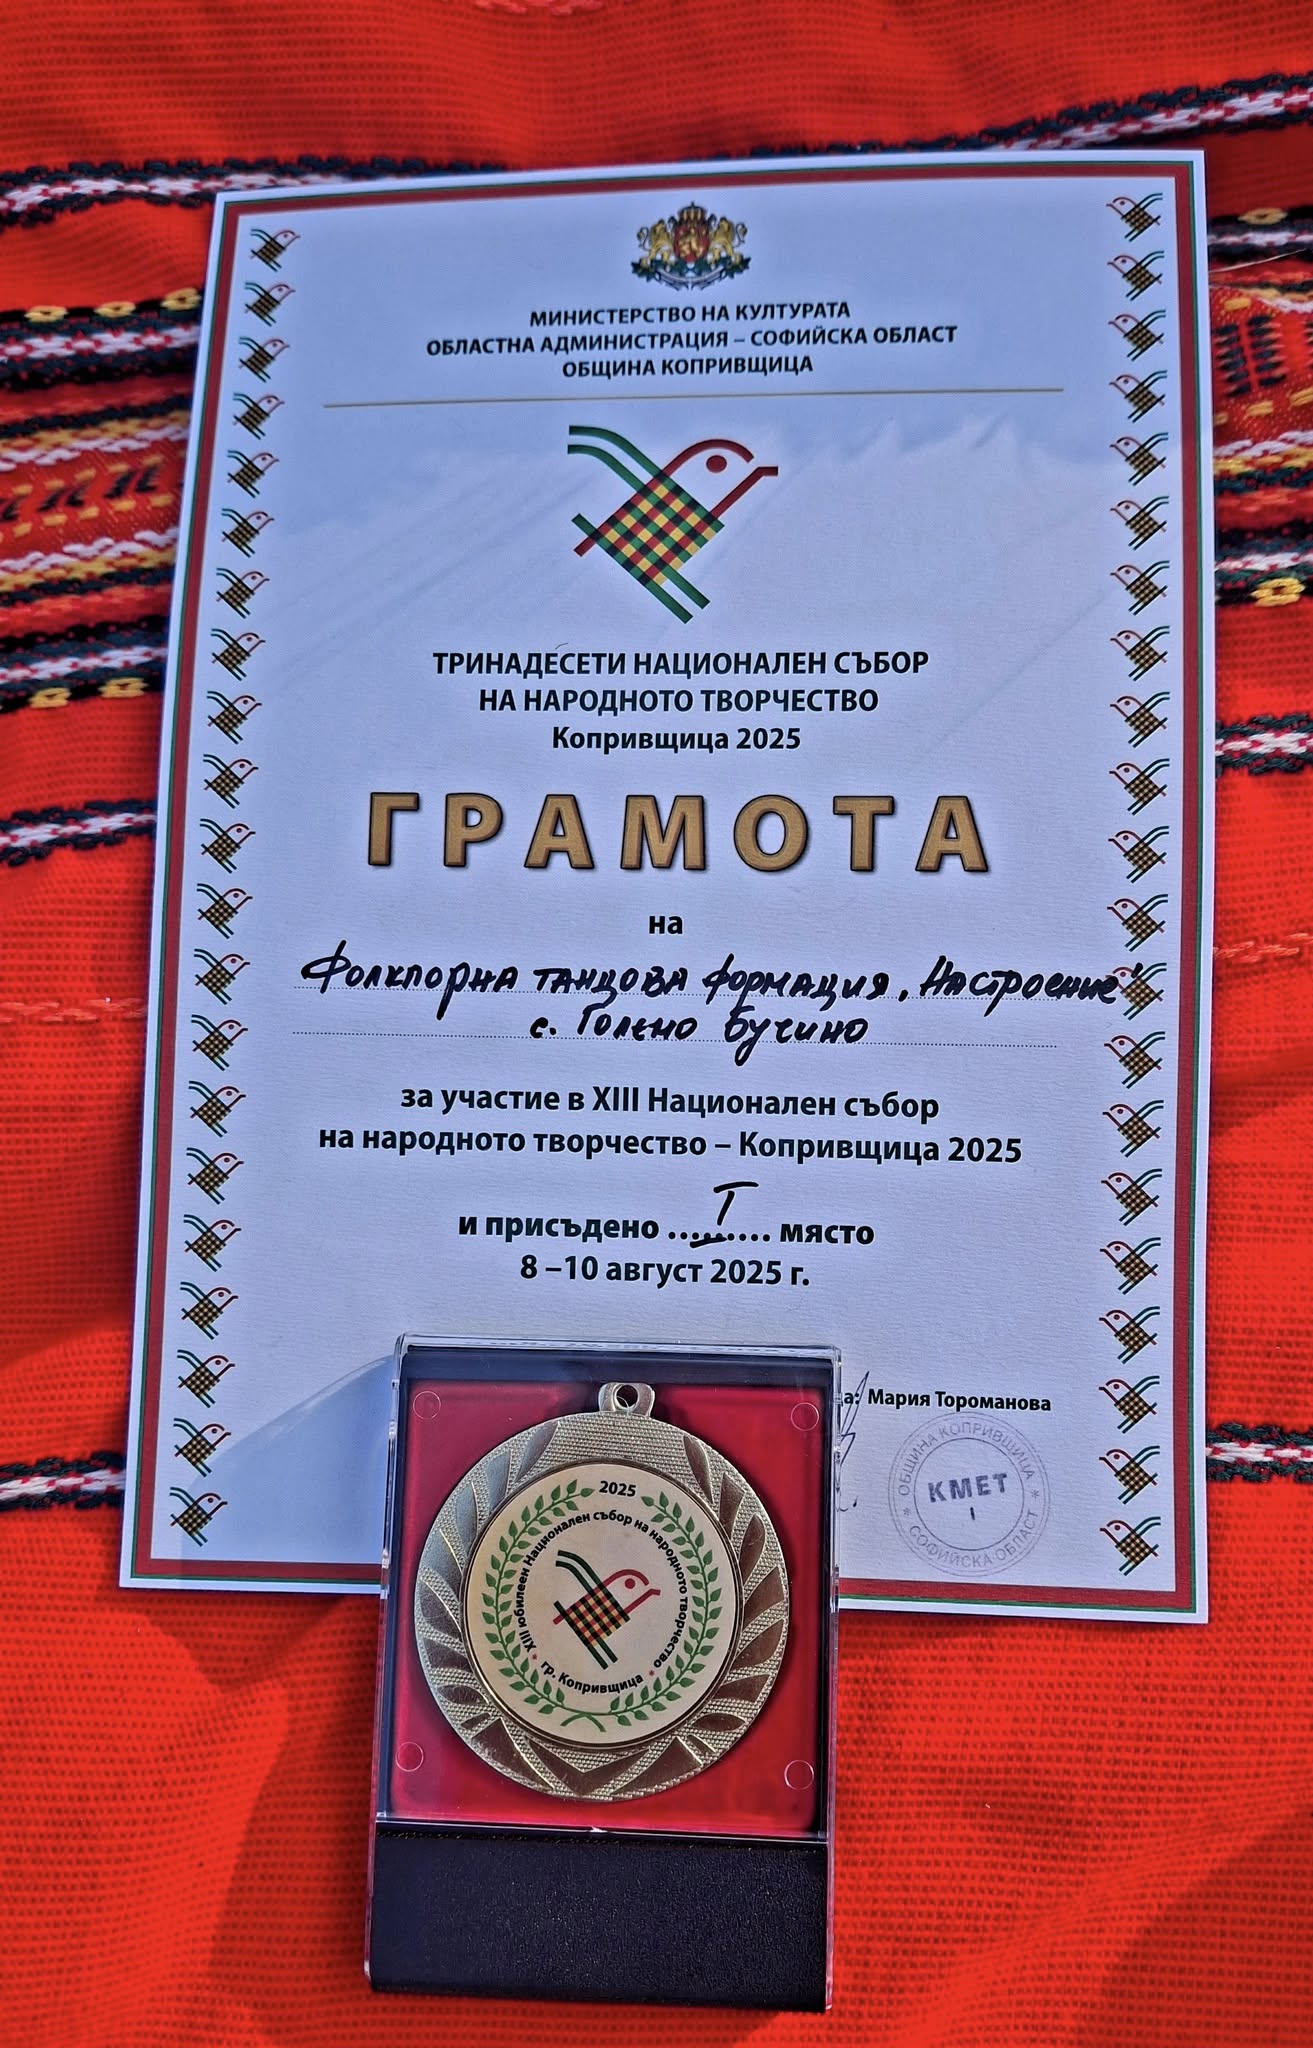 МИНИСТЕРСТВО НА КУЛТУРАТА
ОБЛАСТНА АДМИНИСТРАЦИЯ – СОФИЙСКА ОБЛАСТ
ОБЩИНА КОПРИВЩИЦА
ТРИНАДЕСЕТИ НАЦИОНАЛЕН СЪБОР
НА НАРОДНОТО ТВОРЧЕСТВО
Копривщица 2025
ГРАМОТА
на
Фолклорна танцова формация „Настроение"
с. Голено Бучино
за участие в XIII Национален събор
на народното творчество – Копривщица 2025
и присъдено ....I..... място
8 –10 август 2025 г.
а: Мария Тороманова
ОБЩИНА КОПРИВЩИЦА
КМЕТ
* СОФИЙСКА ОБЛАСТ *
2025
XIII юбилеен Национален събор на народното творчество
* гр. Копривщица *